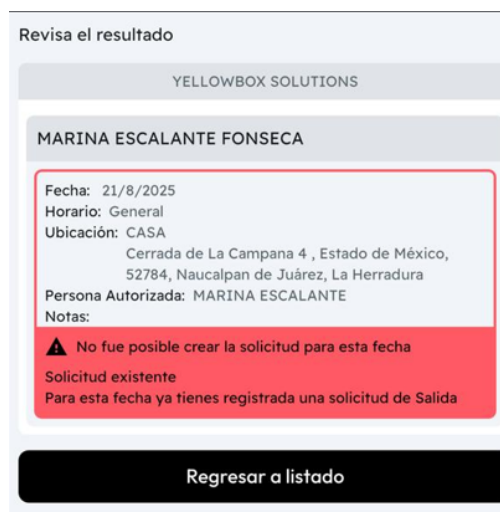 Revisa el resultado
YELLOWBOX SOLUTIONS
MARINA ESCALANTE FONSECA
Fecha: 21/8/2025
Horario: General
Ubicación: CASA
Cerrada de La Campana 4 , Estado de México,
52784, Naucalpan de Juárez, La Herradura
Persona Autorizada: MARINA ESCALANTE
Notas:
No fue posible crear la solicitud para esta fecha
Solicitud existente
Para esta fecha ya tienes registrada una solicitud de Salida
Regresar a listado